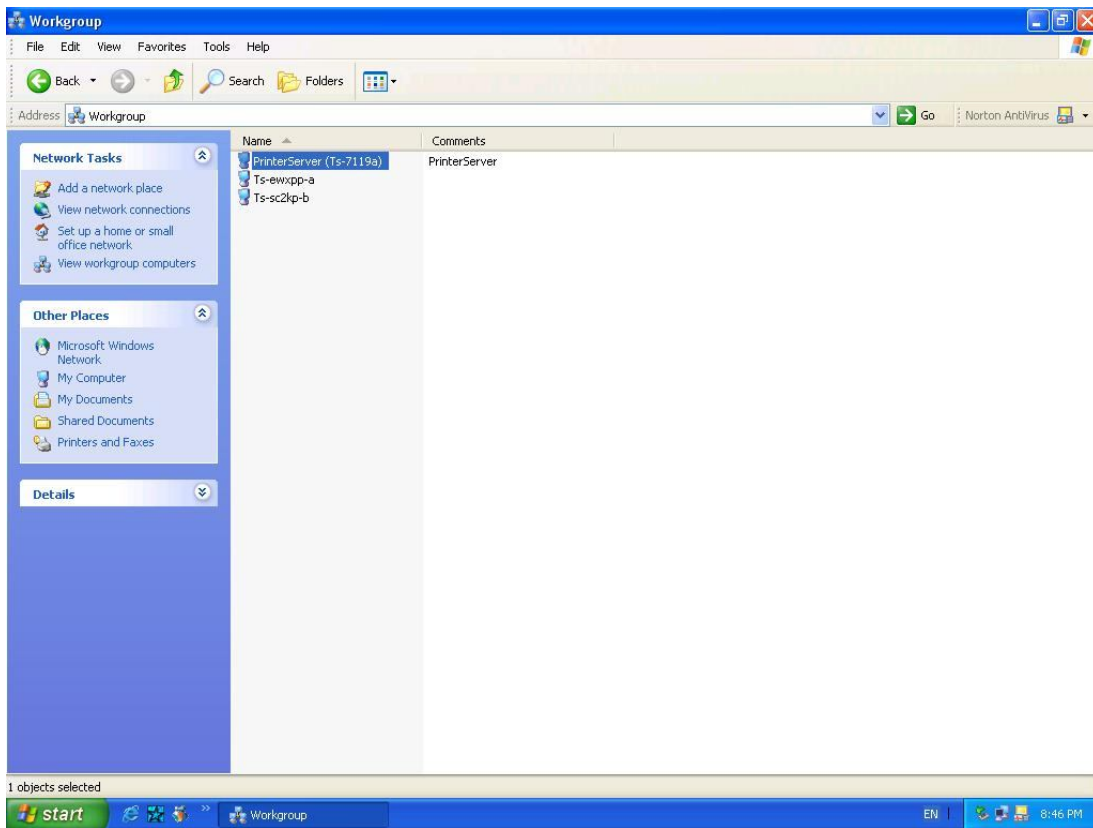 Workgroup
File Edit View Favorites Tools Help
Back Search Folders
Address Workgroup Go Norton AntiVirus
Name Comments
Network Tasks
Add a network place
View network connections
Set up a home or small
office network
View workgroup computers
Other Places
Microsoft Windows
Network
My Computer
My Documents
Shared Documents
Printers and Faxes
Details
PrinterServer (Ts-7119a) PrinterServer
Ts-ewxpp-a
Ts-sc2kp-b
1 objects selected
start Workgroup EN 8:46 PM